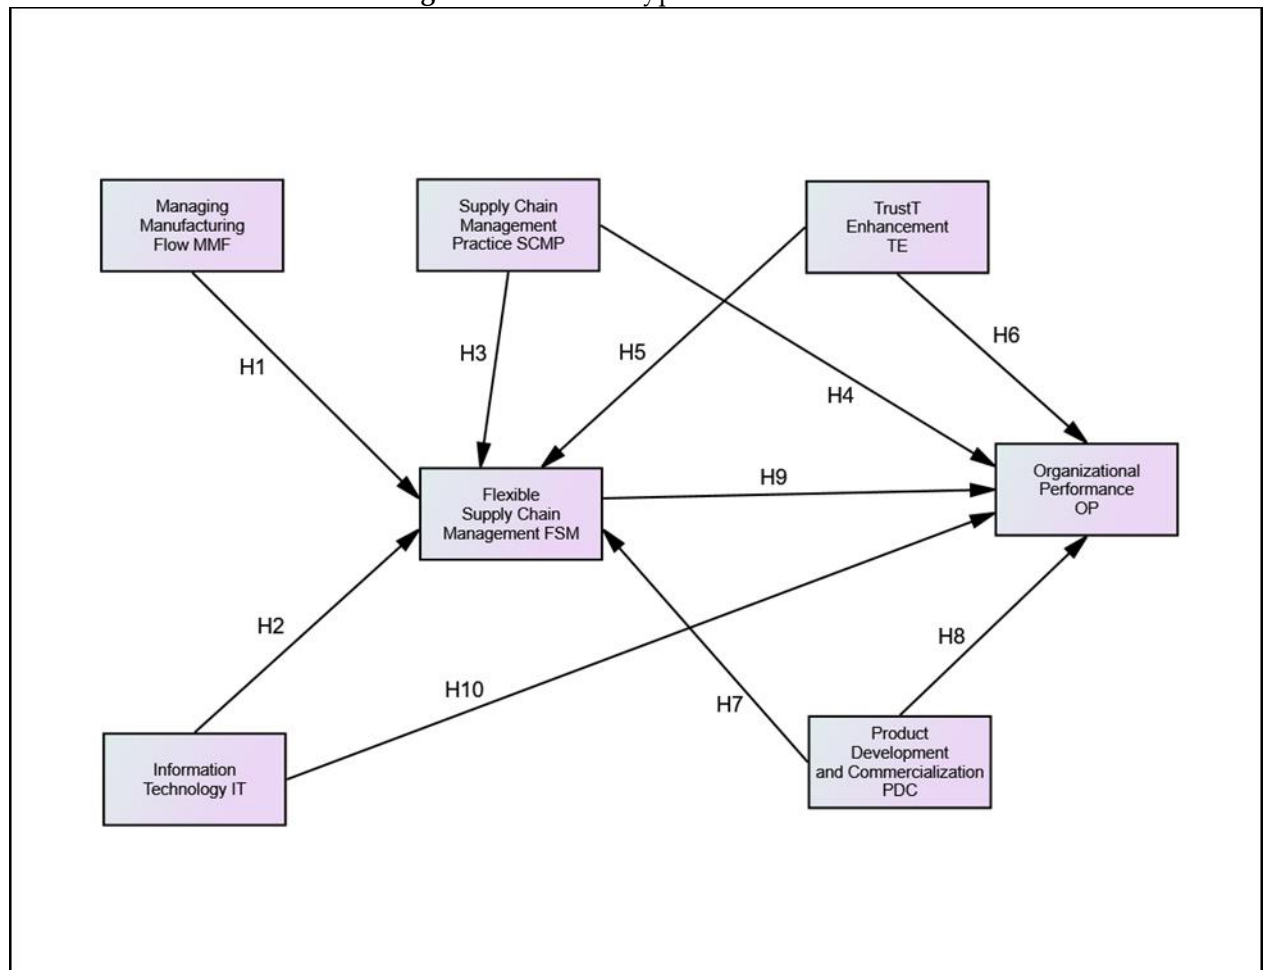 Managing
Manufacturing
Flow MMF
Supply Chain
Management
Practice SCMP
TrustT
Enhancement
TE
H1
H3
H5
H4
H6
Flexible
Supply Chain
Management FSM
H9
Organizational
Performance
OP
H2
H10
H7
H8
Information
Technology IT
Product
Development
and Commercialization
PDC